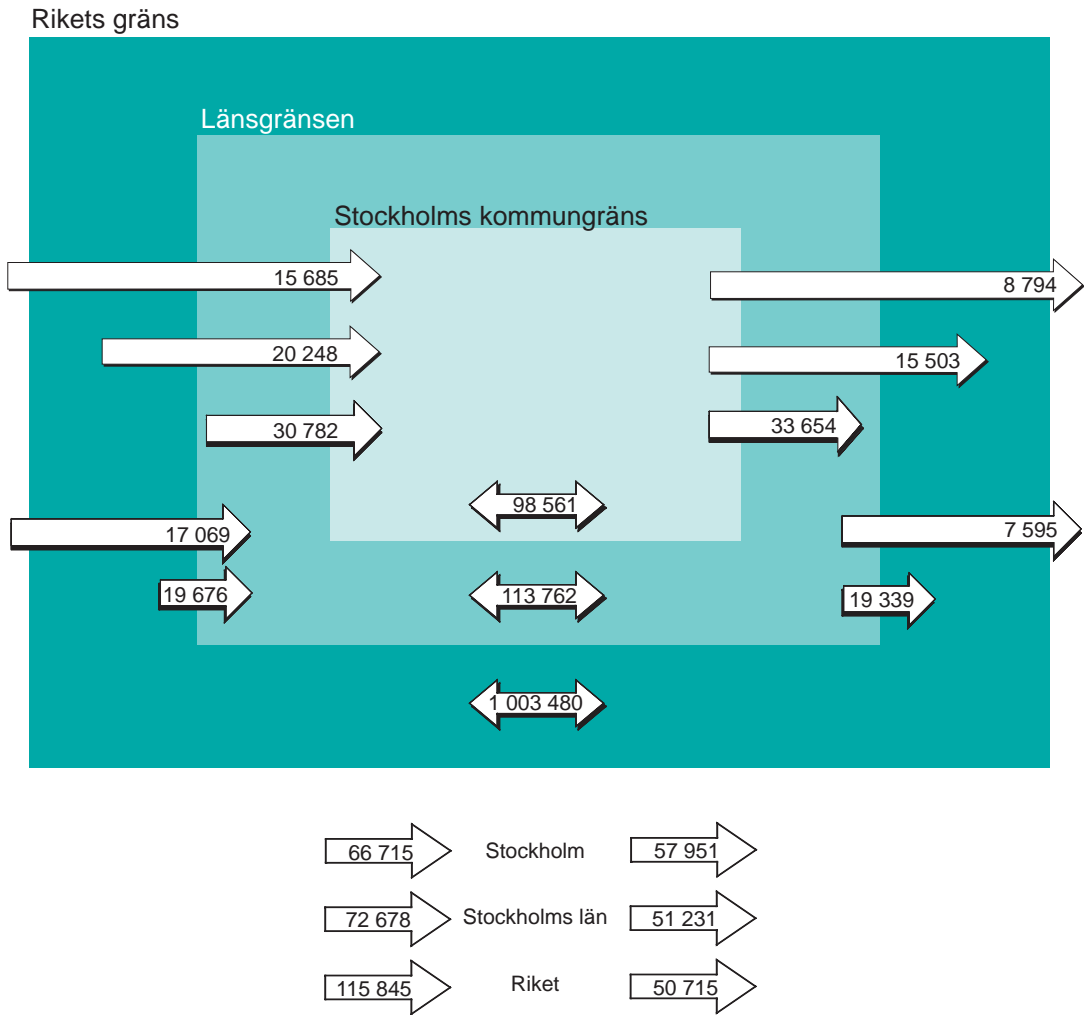 Rikets gräns
Länsgränsen
Stockholms kommungräns
15 685
8 794
20 248
15 503
30 782
33 654
98 561
17 069
7 595
19 676
113 762
19 339
1 003 480
66 715 Stockholm 57 951
72 678 Stockholms län 51 231
115 845 Riket 50 715